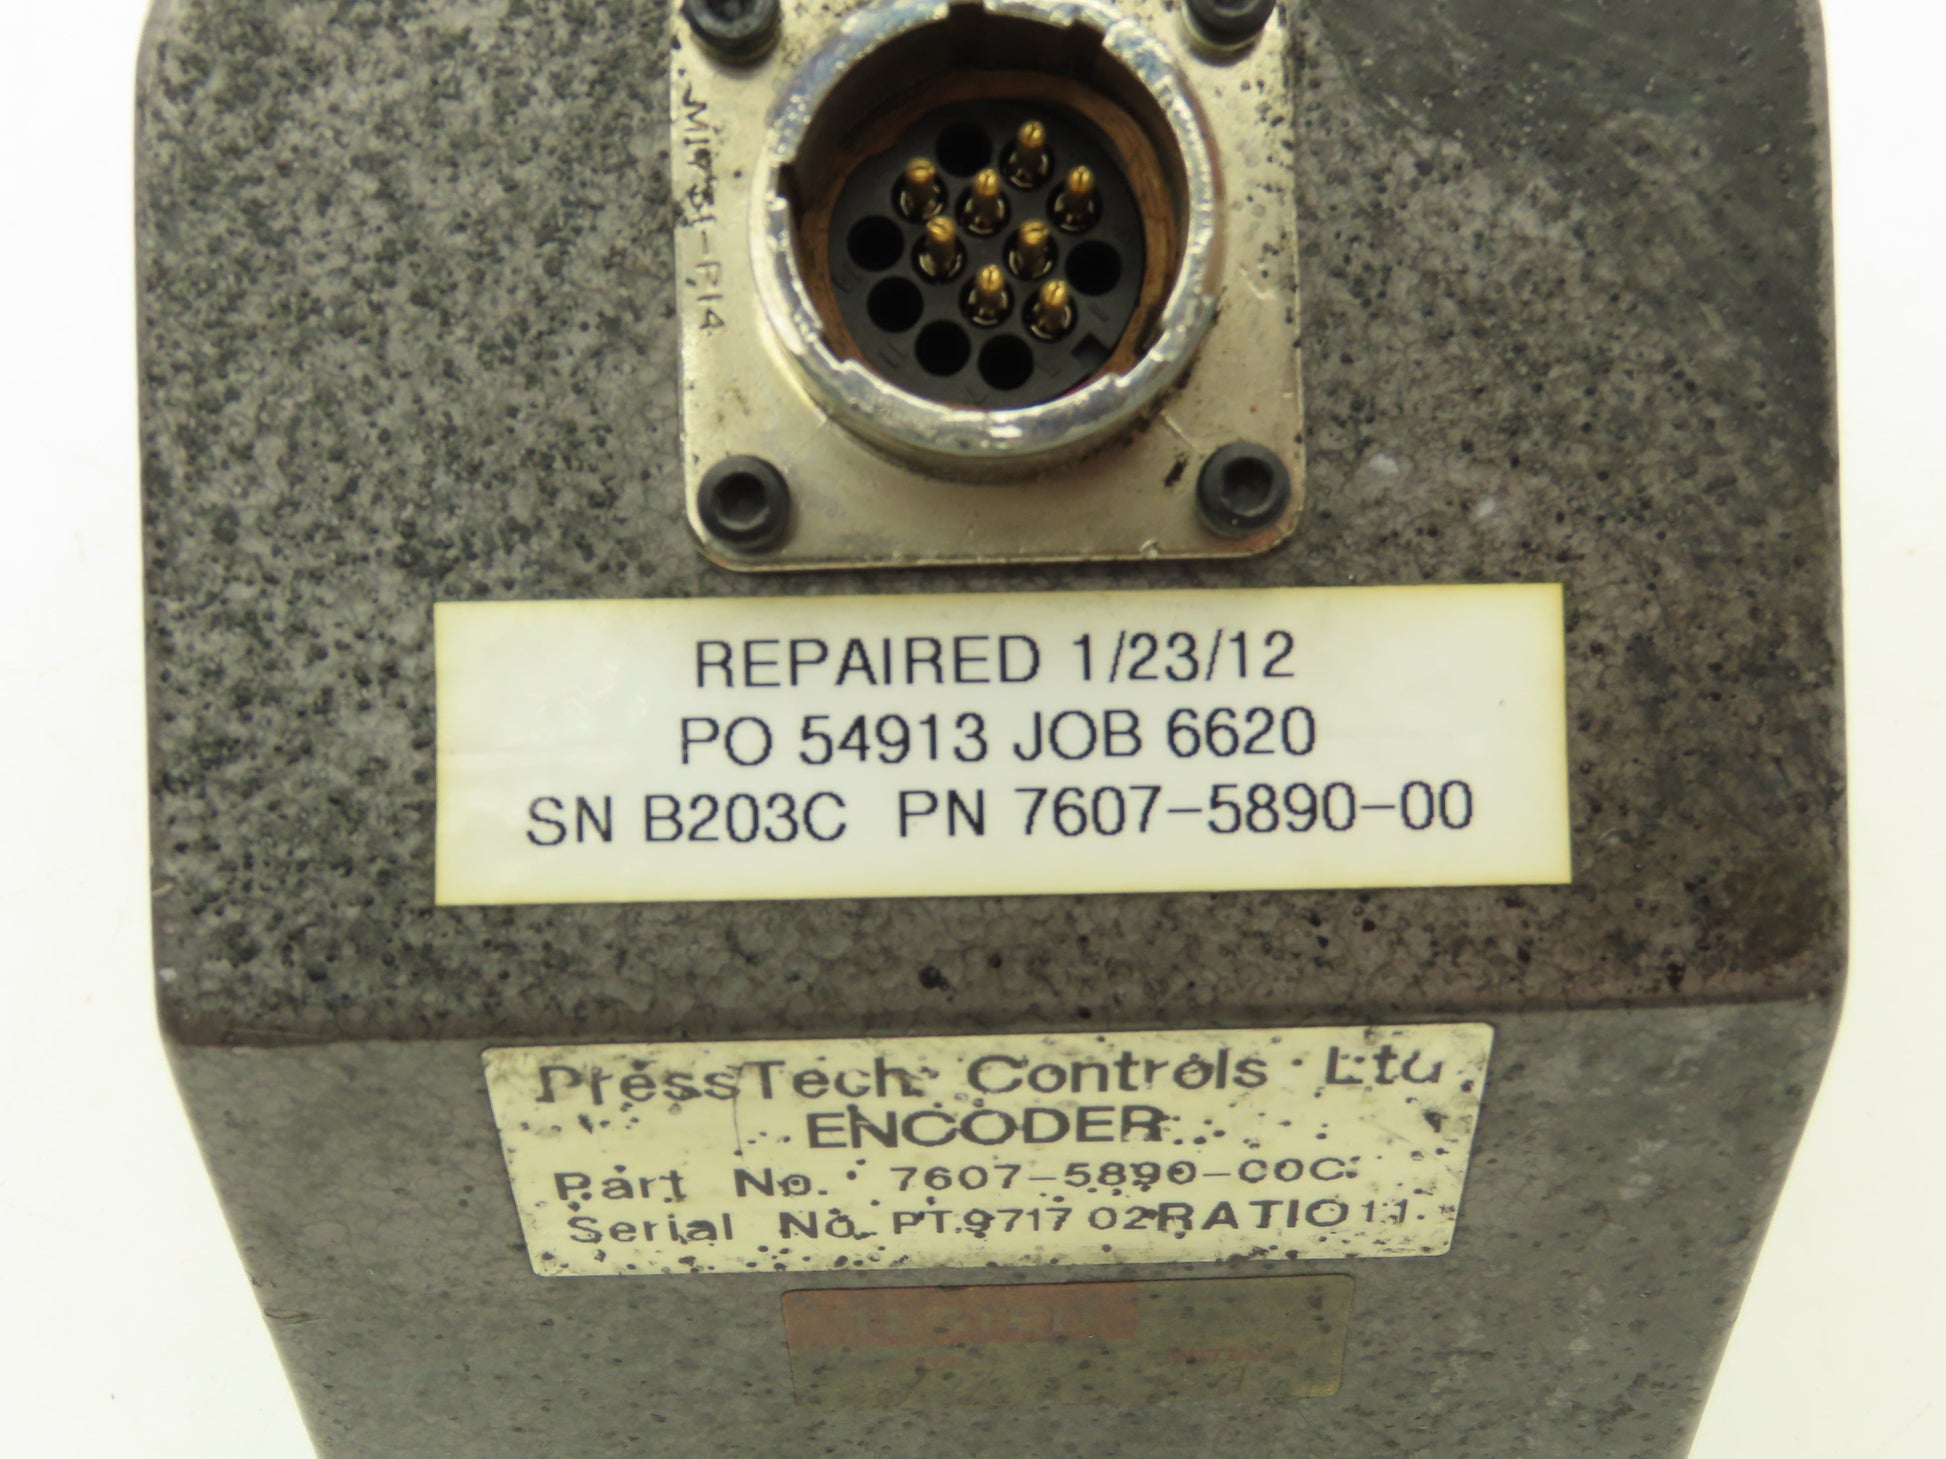 REPAIRED 1/23/12
PO 54913 JOB 6620
SN B203C PN 7607-5890-00
PressTech Controls Ltd
ENCODER
Part No. 7607-5890-00C
Serial No. PT.9717 02 RATIO 1 1